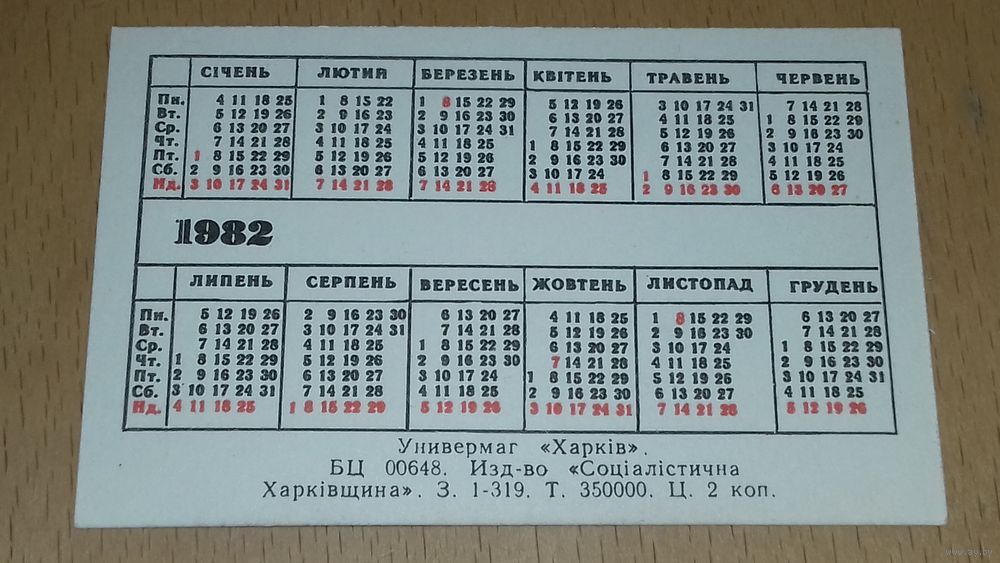 СІЧЕНЬ ЛЮТИЙ БЕРЕЗЕНЬ КВІТЕНЬ ТРАВЕНЬ ЧЕРВЕНЬ
Пн. 4 11 18 25 1 8 15 22 1 8 15 22 29 5 12 19 26 3 10 17 24 31 7 14 21 28
Вт. 5 12 19 26 2 9 16 23 2 9 16 23 30 6 13 20 27 4 11 18 25 1 8 15 22 29
Ср. 6 13 20 27 3 10 17 24 3 10 17 24 31 7 14 21 28 5 12 19 26 2 9 16 23 30
Чт. 7 14 21 28 4 11 18 25 4 11 18 25 1 8 15 22 29 6 13 20 27 3 10 17 24
Пт. 1 8 15 22 29 5 12 19 26 5 12 19 26 2 9 16 23 30 7 14 21 28 4 11 18 25
Сб. 2 9 16 23 30 6 13 20 27 6 13 20 27 3 10 17 24 1 8 15 22 29 5 12 19 26
Нд. 3 10 17 24 31 7 14 21 28 7 14 21 28 4 11 18 25 2 9 16 23 30 6 13 20 27
1982
ЛИПЕНЬ СЕРПЕНЬ ВЕРЕСЕНЬ ЖОВТЕНЬ ЛИСТОПАД ГРУДЕНЬ
Пн. 5 12 19 26 2 9 16 23 30 6 13 20 27 4 11 18 25 1 8 15 22 29 6 13 20 27
Вт. 6 13 20 27 3 10 17 24 31 7 14 21 28 5 12 19 26 2 9 16 23 30 7 14 21 28
Ср. 7 14 21 28 4 11 18 25 1 8 15 22 29 6 13 20 27 3 10 17 24 1 8 15 22 29
Чт. 1 8 15 22 29 5 12 19 26 2 9 16 23 30 7 14 21 28 4 11 18 25 2 9 16 23 30
Пт. 2 9 16 23 30 6 13 20 27 3 10 17 24 1 8 15 22 29 5 12 19 26 3 10 17 24 31
Сб. 3 10 17 24 31 7 14 21 28 4 11 18 25 2 9 16 23 30 6 13 20 27 4 11 18 25
Нд. 4 11 18 25 1 8 15 22 29 5 12 19 26 3 10 17 24 31 7 14 21 28 5 12 19 26
Универмаг «Харків».
БЦ 00648. Изд-во «Соціалістична
Харківщина». З. 1-319. Т. 350000. Ц. 2 коп.
www.ay.by